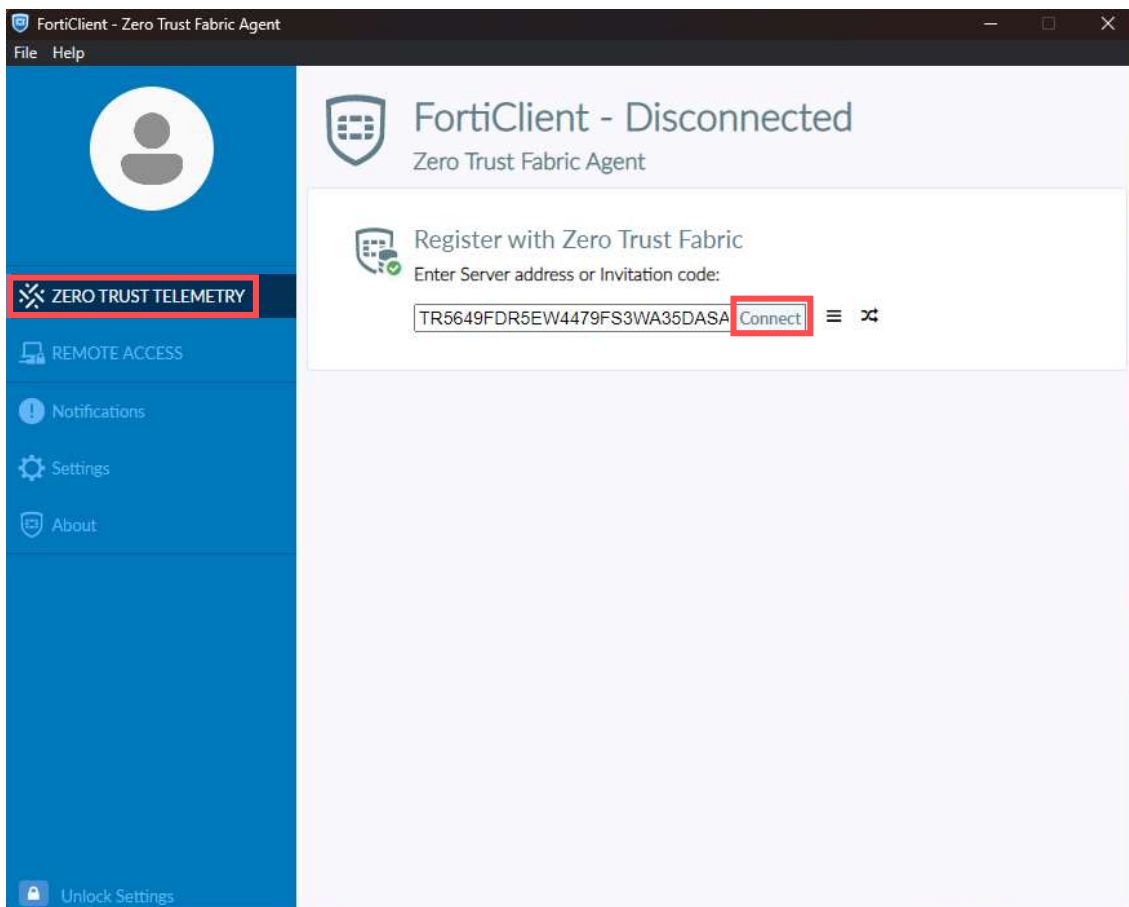 FortiClient - Zero Trust Fabric Agent
File Help
FortiClient - Disconnected
Zero Trust Fabric Agent
Register with Zero Trust Fabric
Enter Server address or Invitation code:
TR5649FDR5EW4479FS3WA35DASA Connect
ZERO TRUST TELEMETRY
REMOTE ACCESS
Notifications
Settings
About
Unlock Settings